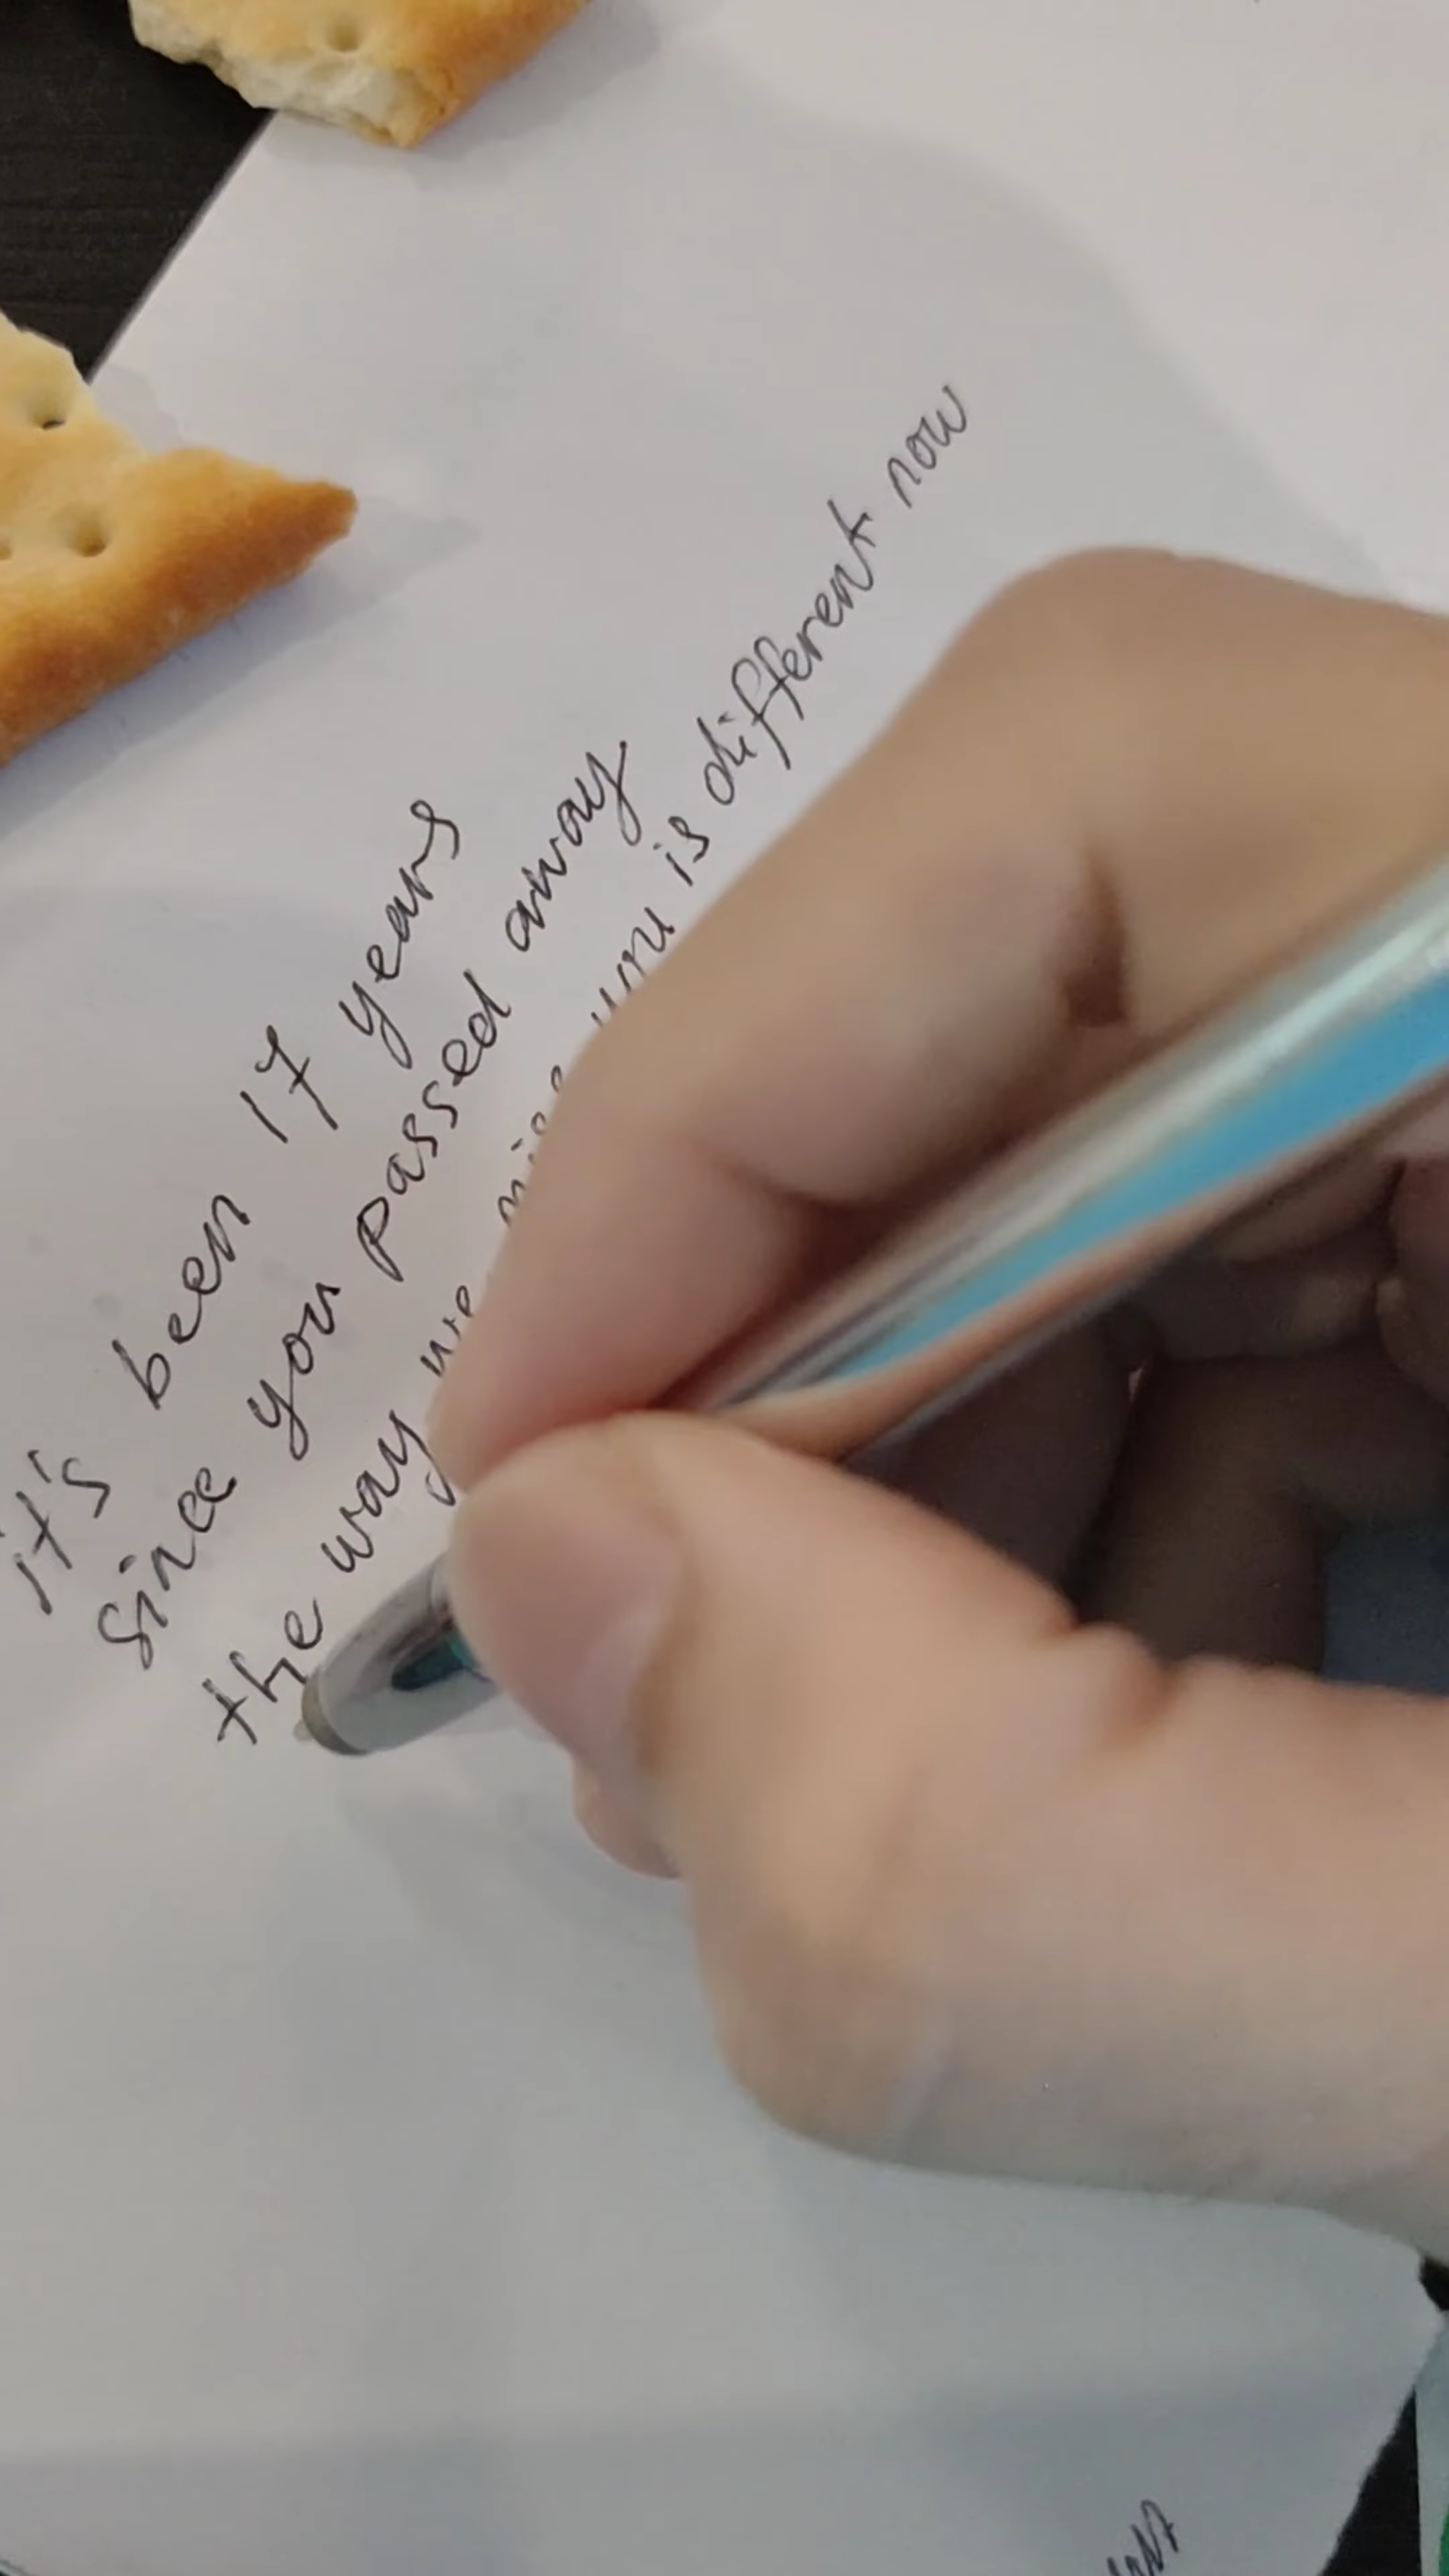 it's been 17 years
since you passed away
the way we miss you is different now